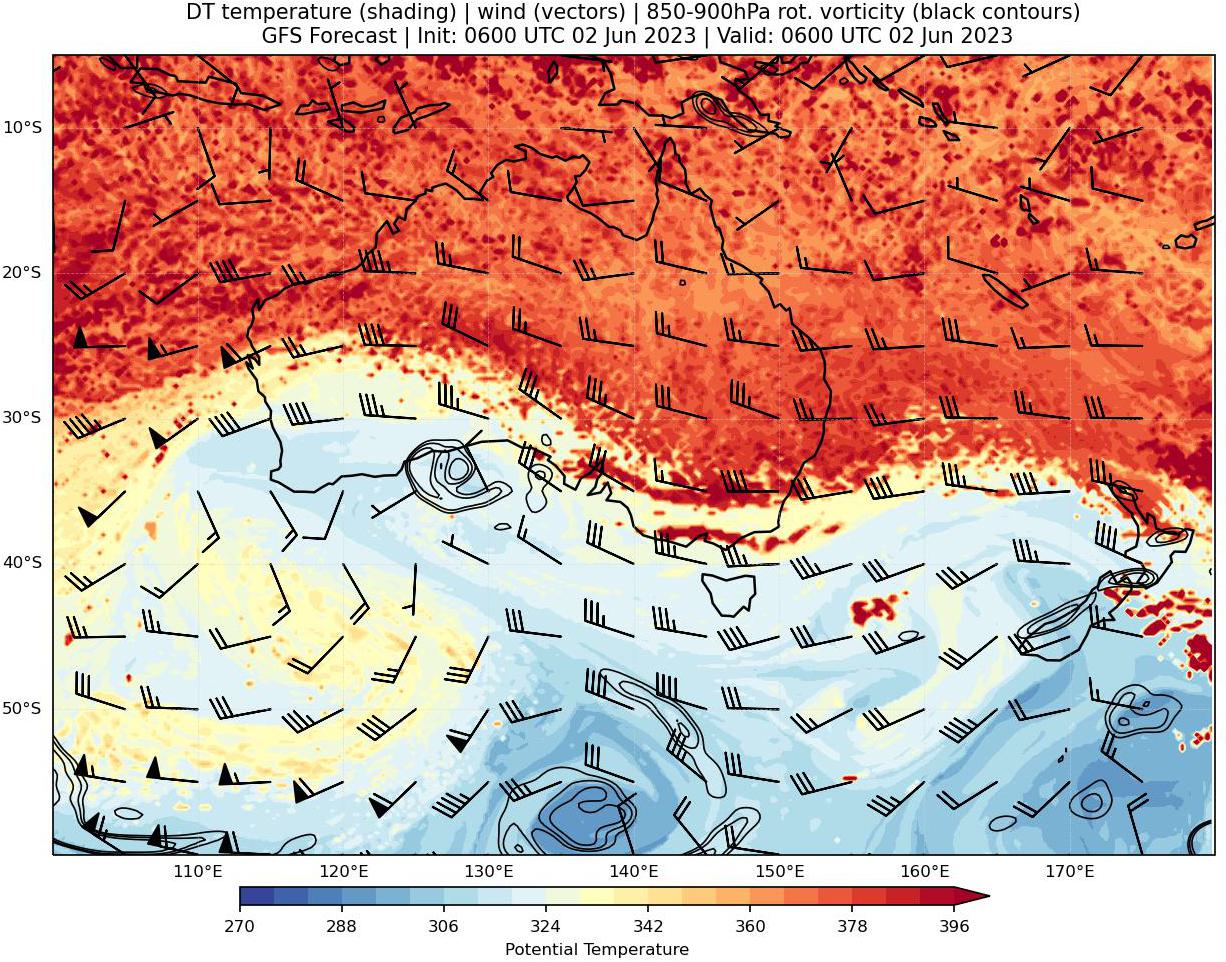 DT temperature (shading) | wind (vectors) | 850-900hPa rot. vorticity (black contours)
GFS Forecast | Init: 0600 UTC 02 Jun 2023 | Valid: 0600 UTC 02 Jun 2023
10°S
20°S
30°S
40°S
50°S
110°E 120°E 130°E 140°E 150°E 160°E 170°E
270 288 306 324 342 360 378 396
Potential Temperature